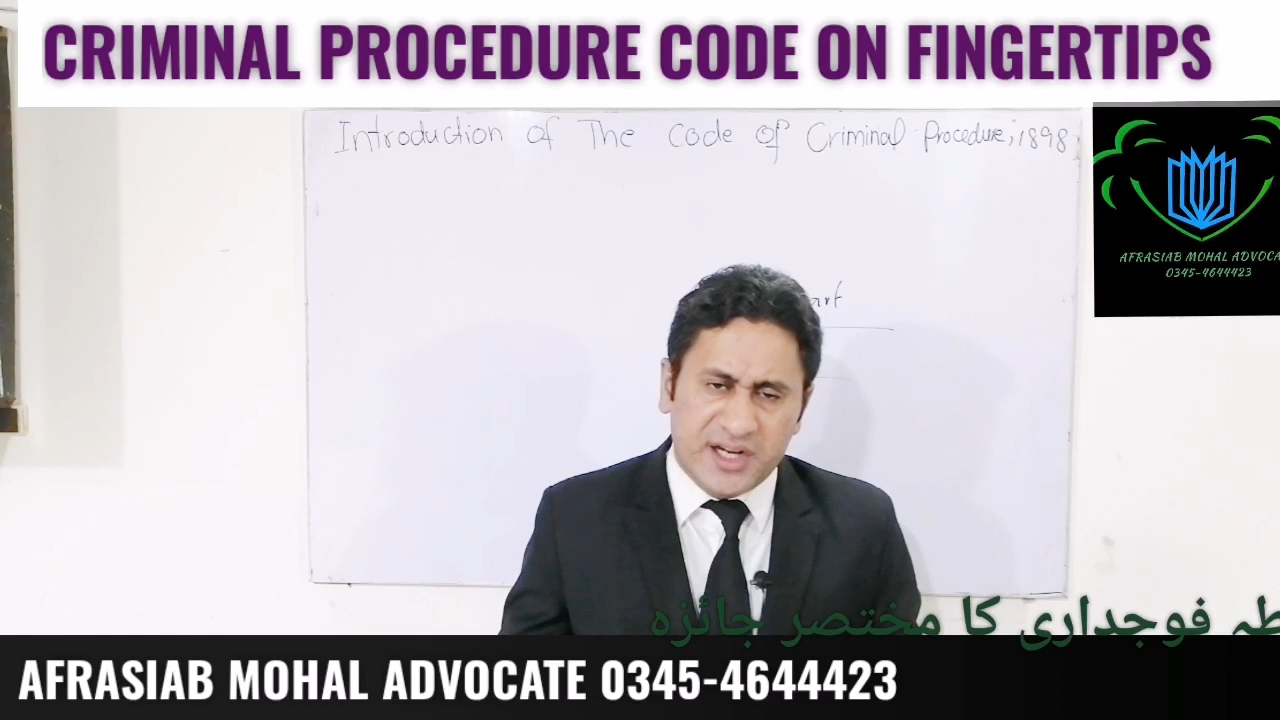 CRIMINAL PROCEDURE CODE ON FINGERTIPS
Introduction of The Code of Criminal Procedure, 1898
AFRASIAB MOHAL ADVOCA
0345-4644423
فوجداری کا مختصر جائزہ
AFRASIAB MOHAL ADVOCATE 0345-4644423